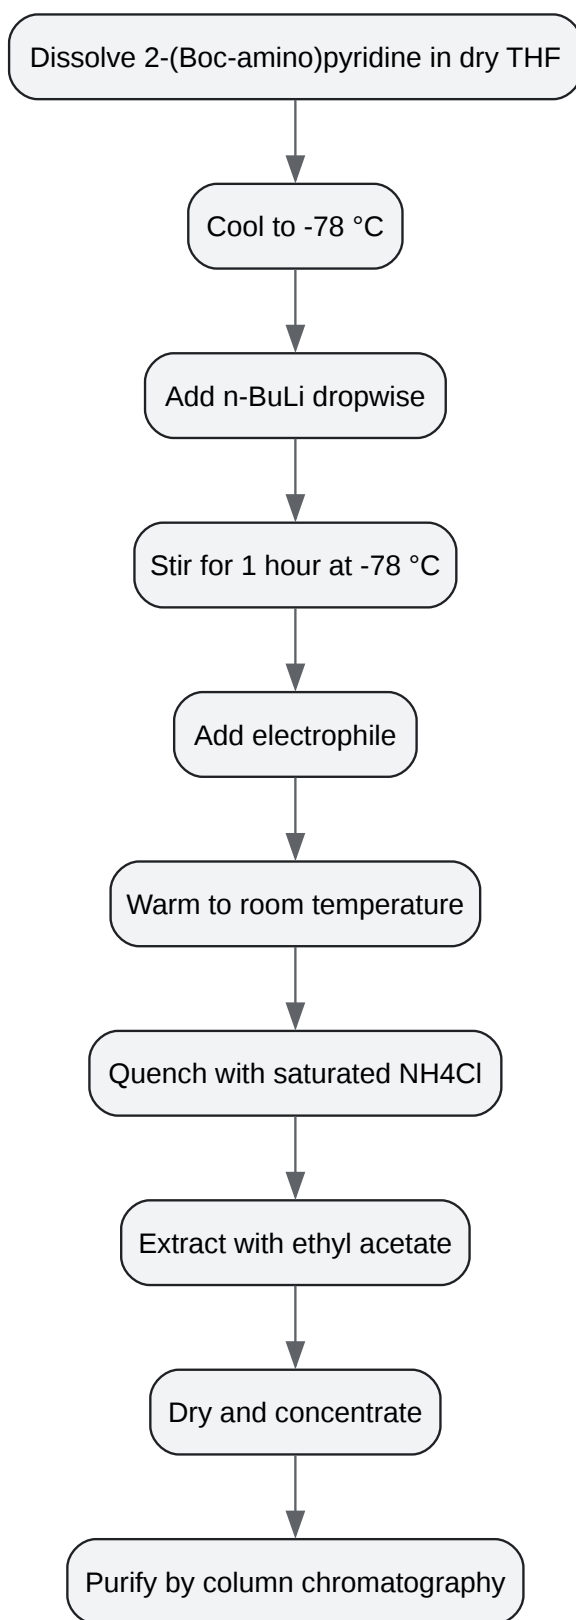 Dissolve 2-(Boc-amino)pyridine in dry THF
Cool to -78 °C
Add n-BuLi dropwise
Stir for 1 hour at -78 °C
Add electrophile
Warm to room temperature
Quench with saturated NH4Cl
Extract with ethyl acetate
Dry and concentrate
Purify by column chromatography